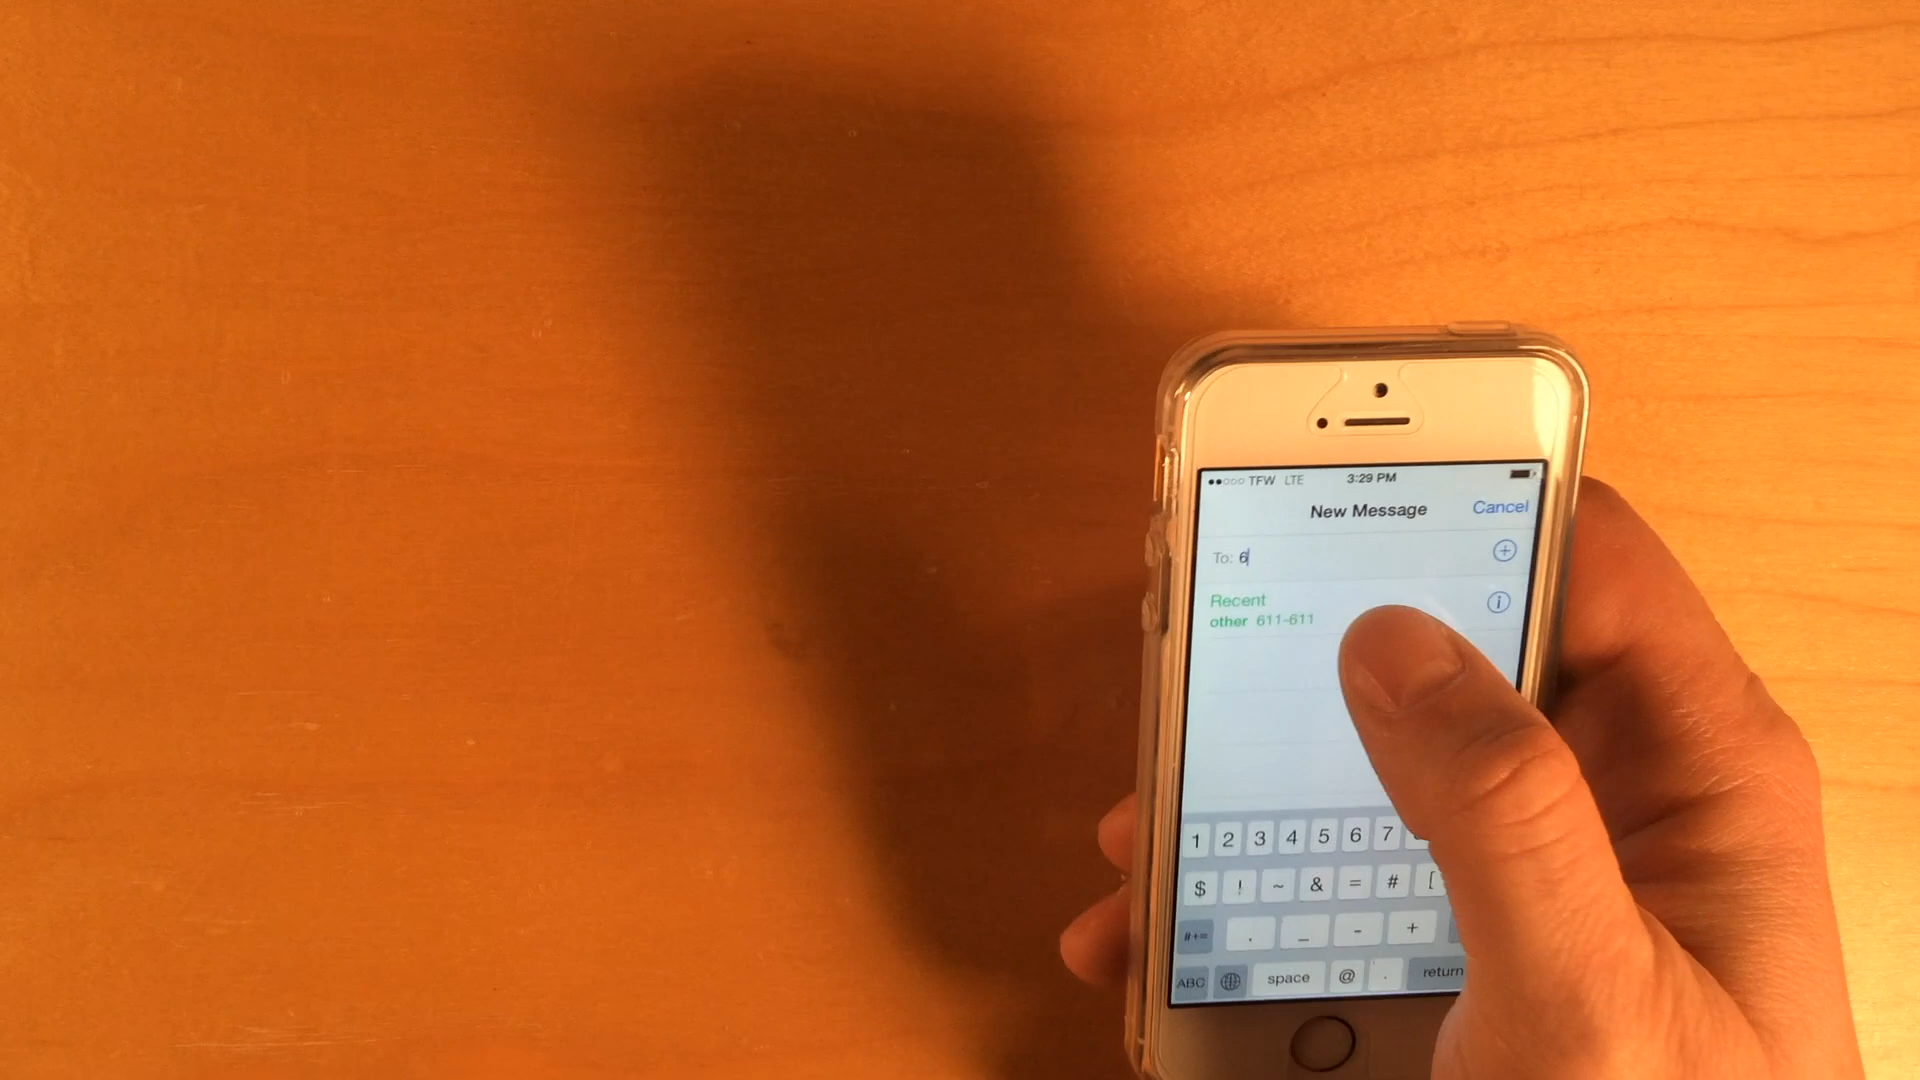 TFW LTE 3:29 PM
New Message Cancel
To: 6
Recent
other 611-611
1 2 3 4 5 6 7
$ ! ~ & = # [
#+= . _ - +
ABC space @ . return